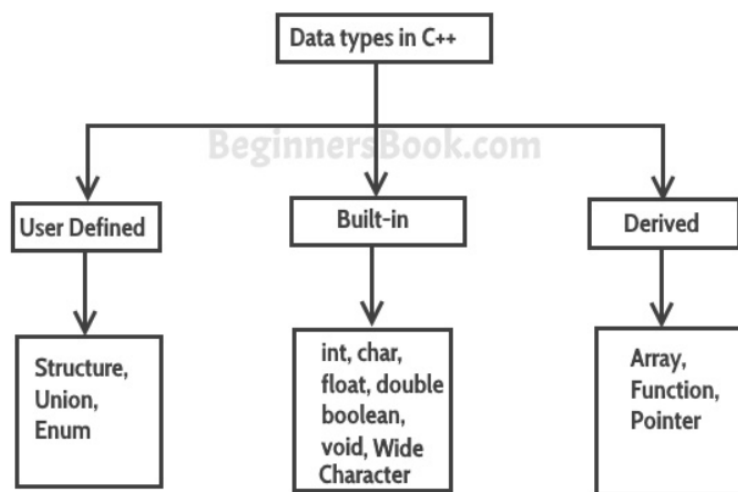 Data types in C++
BeginnersBook.com
User Defined
Built-in
Derived
Structure,
Union,
Enum
int, char,
float, double
boolean,
void, Wide
Character
Array,
Function,
Pointer